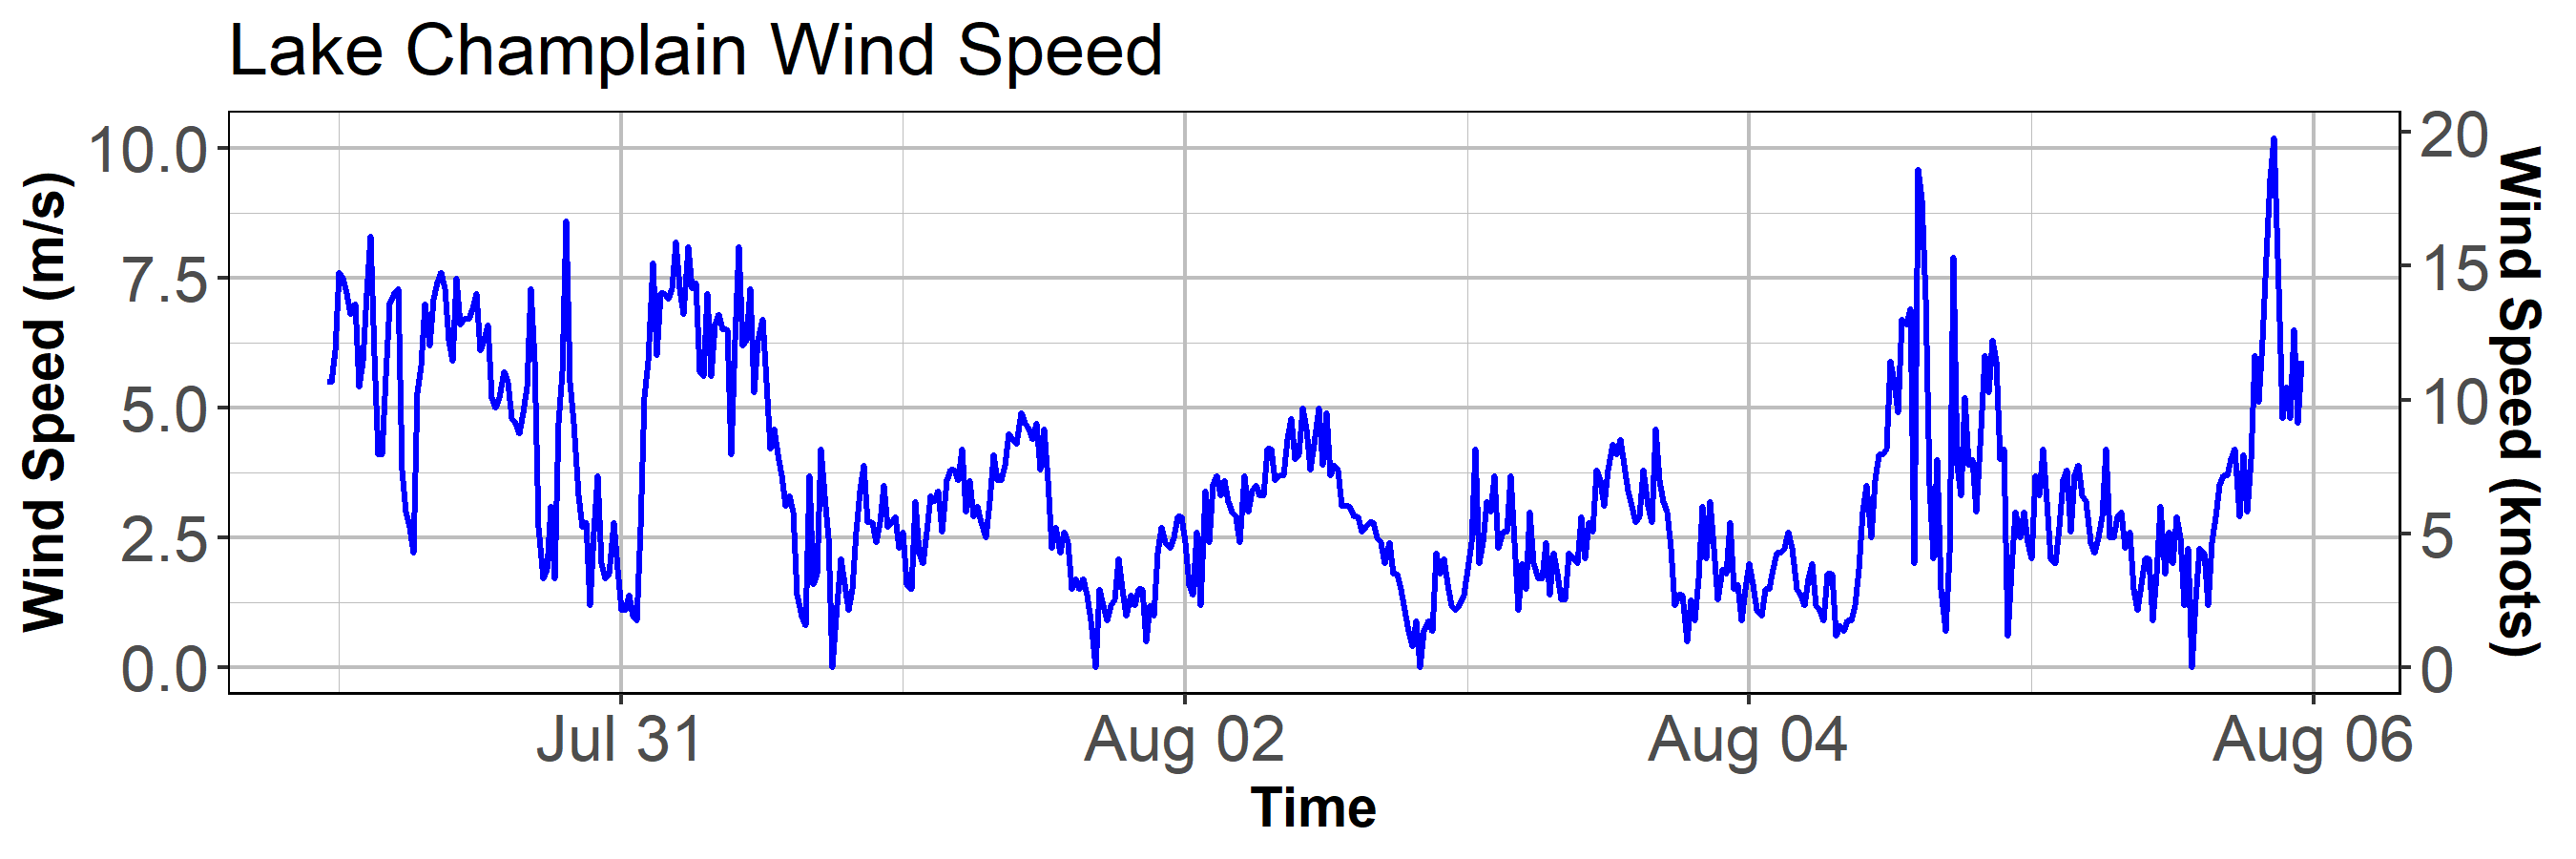 Lake Champlain Wind Speed
Wind Speed (m/s)
10.0
7.5
5.0
2.5
0.0
20
15
10
5
0
Wind Speed (knots)
Jul 31
Aug 02
Aug 04
Aug 06
Time